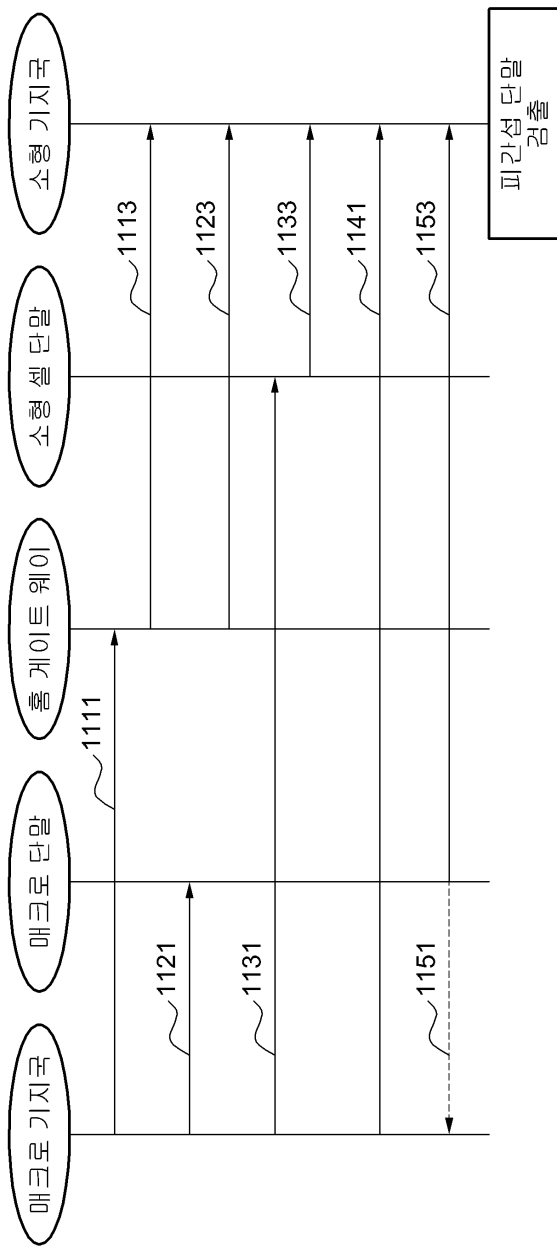 매크로 기지국
매크로 단말
홈 게이트 웨이
소형 셀 단말
소형 기지국
1111
1113
1121
1123
1131
1133
1141
1151
1153
피간섭 단말
검출